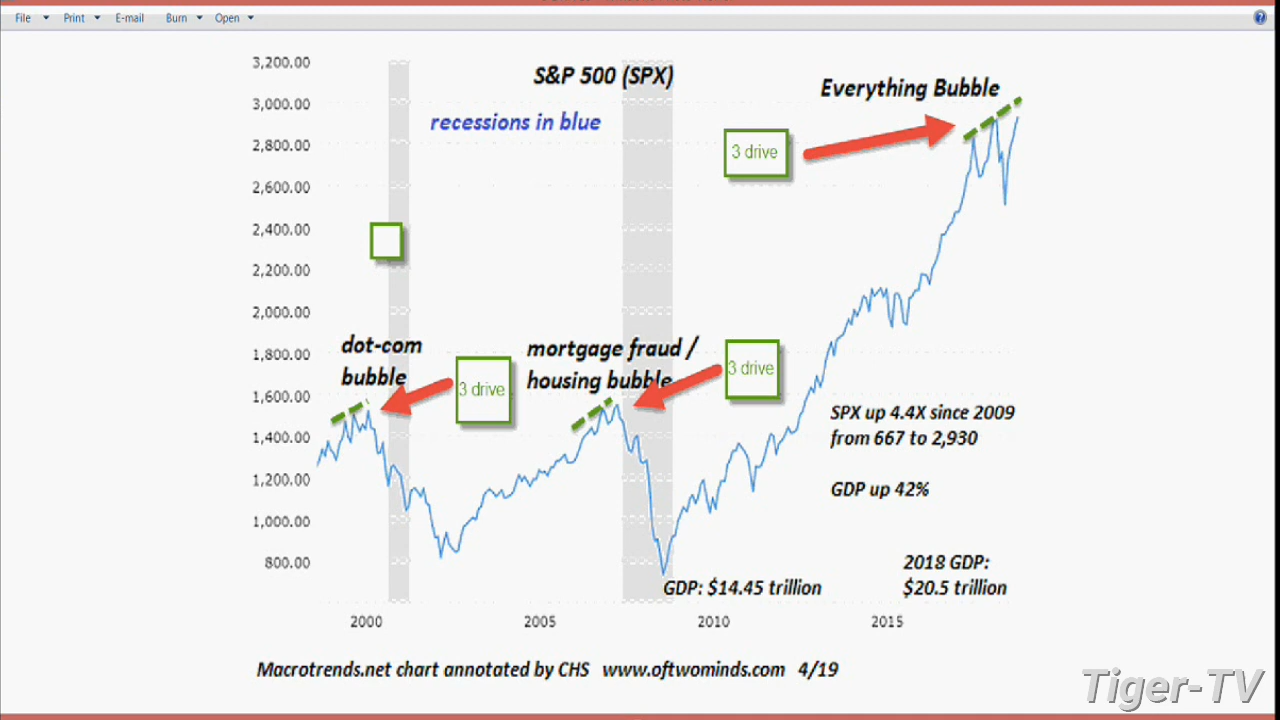 File Print E-mail Burn Open
S&P 500 (SPX)
recessions in blue
Everything Bubble
3 drive
3,200.00
3,000.00
2,800.00
2,600.00
2,400.00
2,200.00
2,000.00
1,800.00
1,600.00
1,400.00
1,200.00
1,000.00
800.00
dot-com
bubble
3 drive
mortgage fraud /
housing bubble
3 drive
SPX up 4.4X since 2009
from 667 to 2,930
GDP up 42%
GDP: $14.45 trillion
2018 GDP:
$20.5 trillion
2000 2005 2010 2015
Macrotrends.net chart annotated by CHS www.oftwominds.com 4/19
Tiger-TV